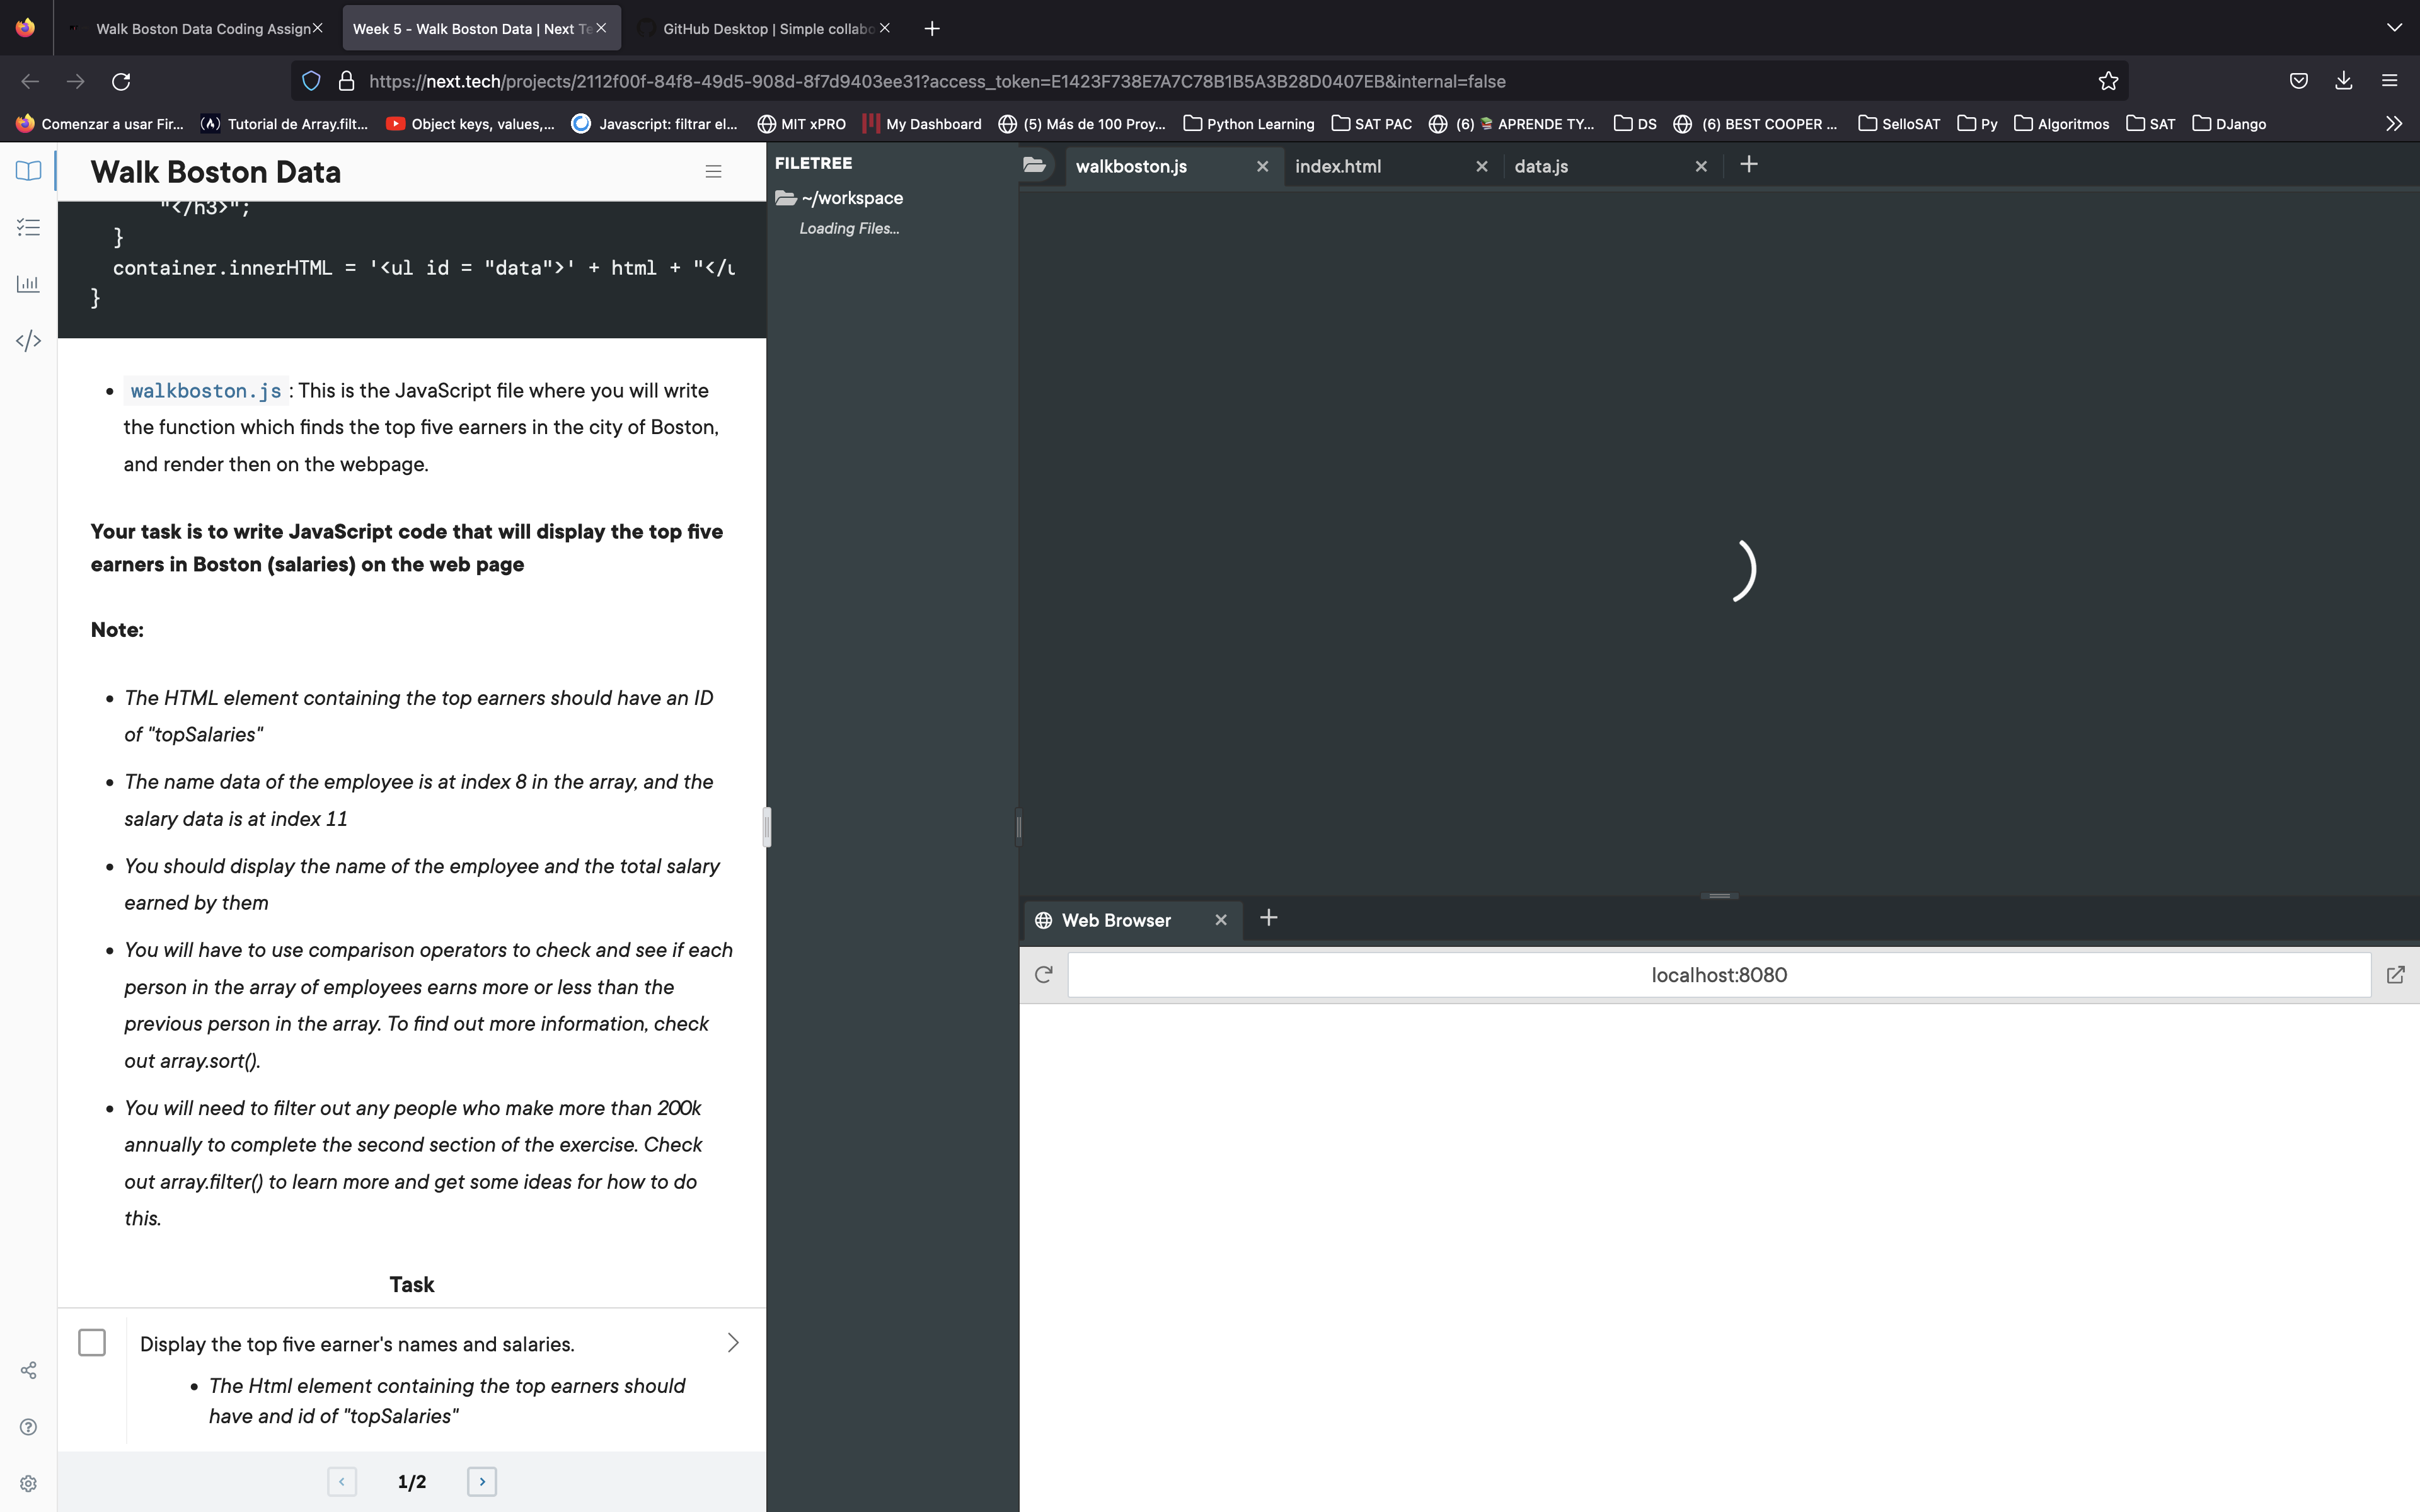 Walk Boston Data Coding Assign
Week 5 - Walk Boston Data | Next Te
GitHub Desktop | Simple collabo
https://next.tech/projects/2112f00f-84f8-49d5-908d-8f7d9403ee31?access_token=E1423F738E7A7C78B1B5A3B28D0407EB&internal=false
Comenzar a usar Fir... Tutorial de Array.filt... Object keys, values,... Javascript: filtrar el... MIT xPRO My Dashboard (5) Más de 100 Proy... Python Learning SAT PAC (6) 📚 APRENDE TY... DS (6) BEST COOPER ... SelloSAT Py Algoritmos SAT DJango
Walk Boston Data
"</h3>";
}
container.innerHTML = '<ul id = "data">' + html + "</u
}
walkboston.js : This is the JavaScript file where you will write
the function which finds the top five earners in the city of Boston,
and render then on the webpage.
Your task is to write JavaScript code that will display the top five
earners in Boston (salaries) on the web page
Note:
The HTML element containing the top earners should have an ID
of "topSalaries"
The name data of the employee is at index 8 in the array, and the
salary data is at index 11
You should display the name of the employee and the total salary
earned by them
You will have to use comparison operators to check and see if each
person in the array of employees earns more or less than the
previous person in the array. To find out more information, check
out array.sort().
You will need to filter out any people who make more than 200k
annually to complete the second section of the exercise. Check
out array.filter() to learn more and get some ideas for how to do
this.
Task
Display the top five earner's names and salaries.
The Html element containing the top earners should
have and id of "topSalaries"
1/2
FILETREE
~/workspace
Loading Files...
walkboston.js
index.html
data.js
Web Browser
localhost:8080